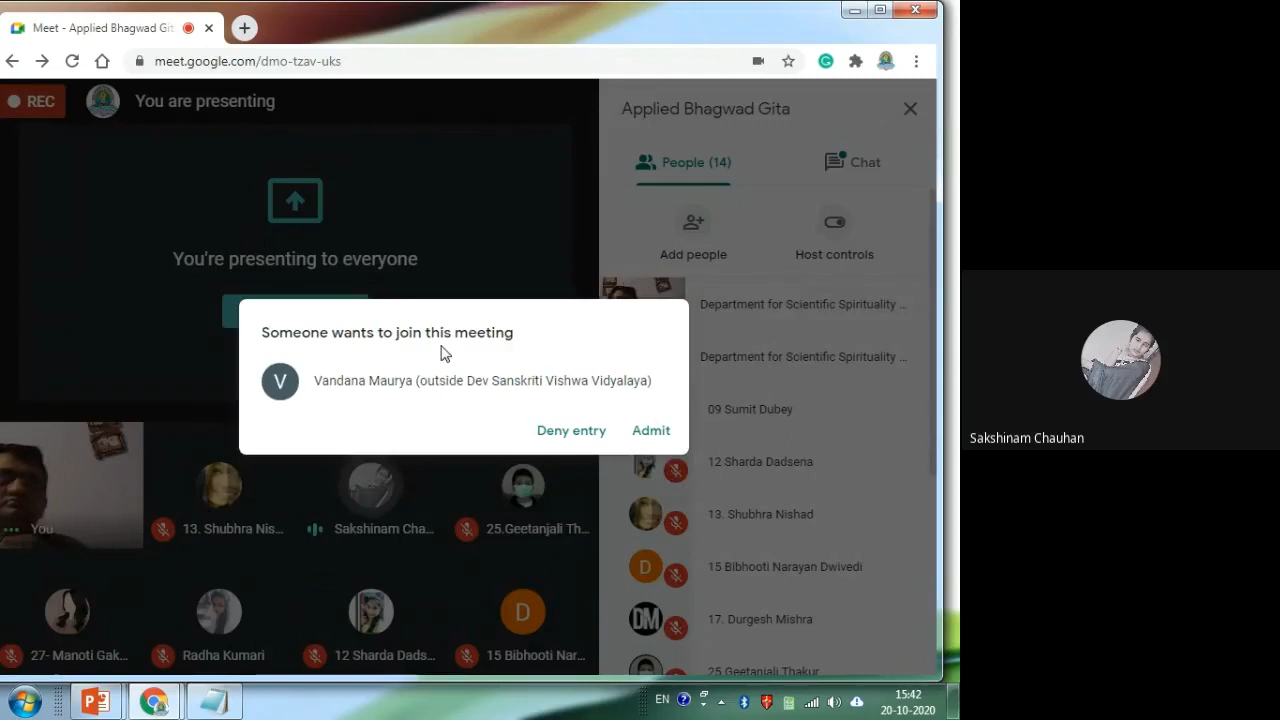 Meet - Applied Bhagwad Git
meet.google.com/dmo-tzav-uks
REC
You are presenting
Applied Bhagwad Gita
People (14)
Chat
Add people
Host controls
You're presenting to everyone
Someone wants to join this meeting
V
Vandana Maurya (outside Dev Sanskriti Vishwa Vidyalaya)
Deny entry
Admit
Department for Scientific Spirituality ...
Department for Scientific Spirituality ...
09 Sumit Dubey
12 Sharda Dadsena
13. Shubhra Nishad
D
15 Bibhooti Narayan Dwivedi
DM
17. Durgesh Mishra
25 Geetanjali Thakur
You
13. Shubhra Nis...
Sakshinam Cha...
25.Geetanjali Th...
27- Manoti Gak...
Radha Kumari
12 Sharda Dads...
D
15 Bibhooti Nar...
Sakshinam Chauhan
EN
15:42
20-10-2020